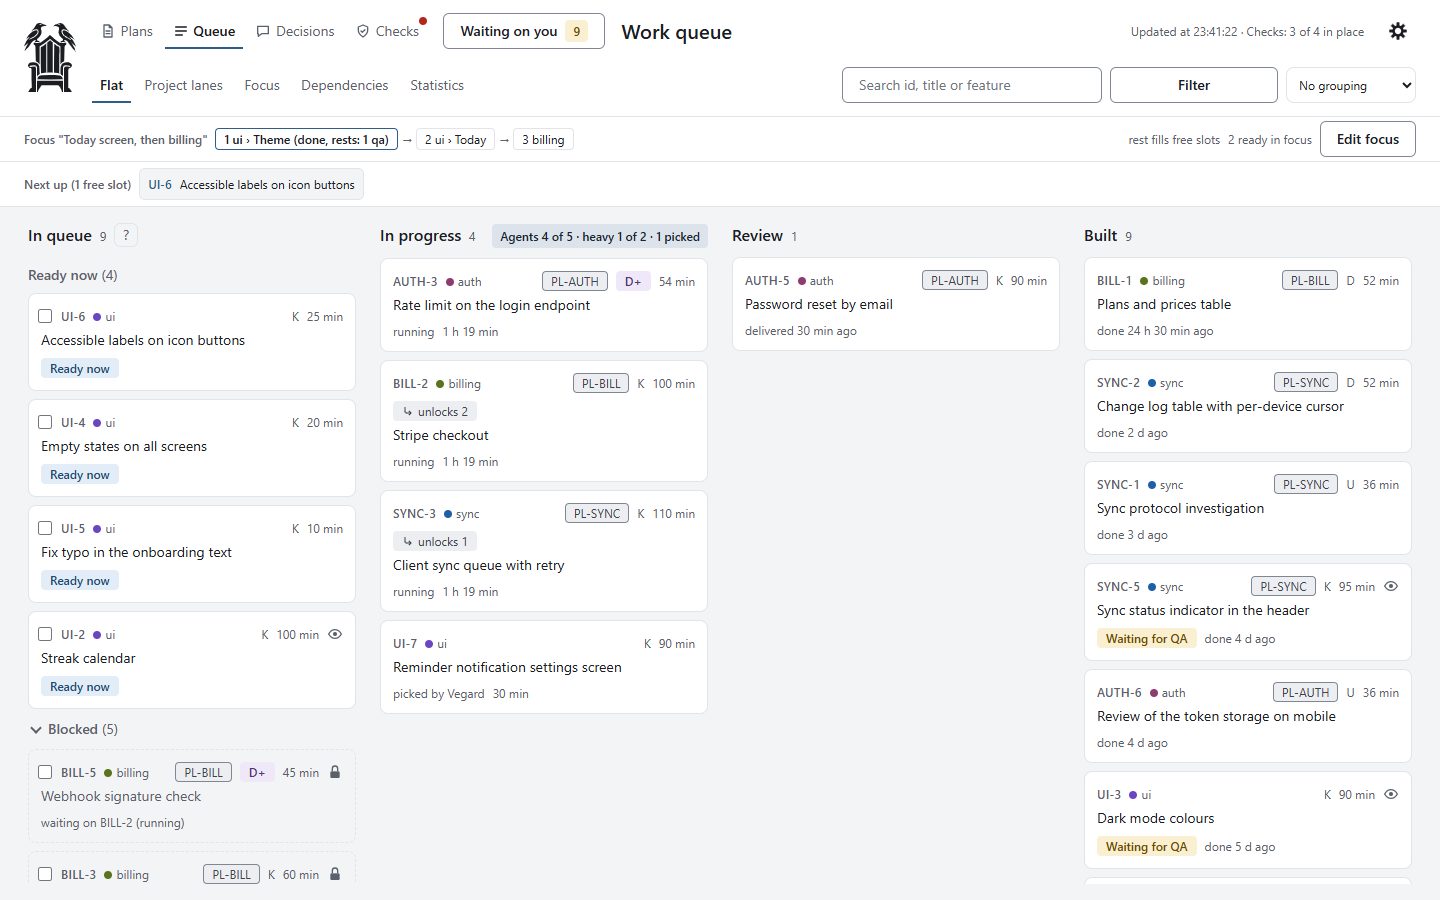 Plans Queue Decisions Checks Waiting on you 9 Work queue Updated at 23:41:22 · Checks: 3 of 4 in place
Flat Project lanes Focus Dependencies Statistics Search id, title or feature Filter No grouping
Focus "Today screen, then billing" 1 ui › Theme (done, rests: 1 qa) → 2 ui › Today → 3 billing rest fills free slots 2 ready in focus Edit focus
Next up (1 free slot) UI-6 Accessible labels on icon buttons
In queue 9 ?
Ready now (4)
UI-6 ui K 25 min
Accessible labels on icon buttons
Ready now
UI-4 ui K 20 min
Empty states on all screens
Ready now
UI-5 ui K 10 min
Fix typo in the onboarding text
Ready now
UI-2 ui K 100 min
Streak calendar
Ready now
Blocked (5)
BILL-5 billing PL-BILL D+ 45 min
Webhook signature check
waiting on BILL-2 (running)
BILL-3 billing PL-BILL K 60 min
In progress 4 Agents 4 of 5 · heavy 1 of 2 · 1 picked
AUTH-3 auth PL-AUTH D+ 54 min
Rate limit on the login endpoint
running 1 h 19 min
BILL-2 billing PL-BILL K 100 min
↳ unlocks 2
Stripe checkout
running 1 h 19 min
SYNC-3 sync PL-SYNC K 110 min
↳ unlocks 1
Client sync queue with retry
running 1 h 19 min
UI-7 ui K 90 min
Reminder notification settings screen
picked by Vegard 30 min
Review 1
AUTH-5 auth PL-AUTH K 90 min
Password reset by email
delivered 30 min ago
Built 9
BILL-1 billing PL-BILL D 52 min
Plans and prices table
done 24 h 30 min ago
SYNC-2 sync PL-SYNC D 52 min
Change log table with per-device cursor
done 2 d ago
SYNC-1 sync PL-SYNC U 36 min
Sync protocol investigation
done 3 d ago
SYNC-5 sync PL-SYNC K 95 min
Sync status indicator in the header
Waiting for QA done 4 d ago
AUTH-6 auth PL-AUTH U 36 min
Review of the token storage on mobile
done 4 d ago
UI-3 ui K 90 min
Dark mode colours
Waiting for QA done 5 d ago